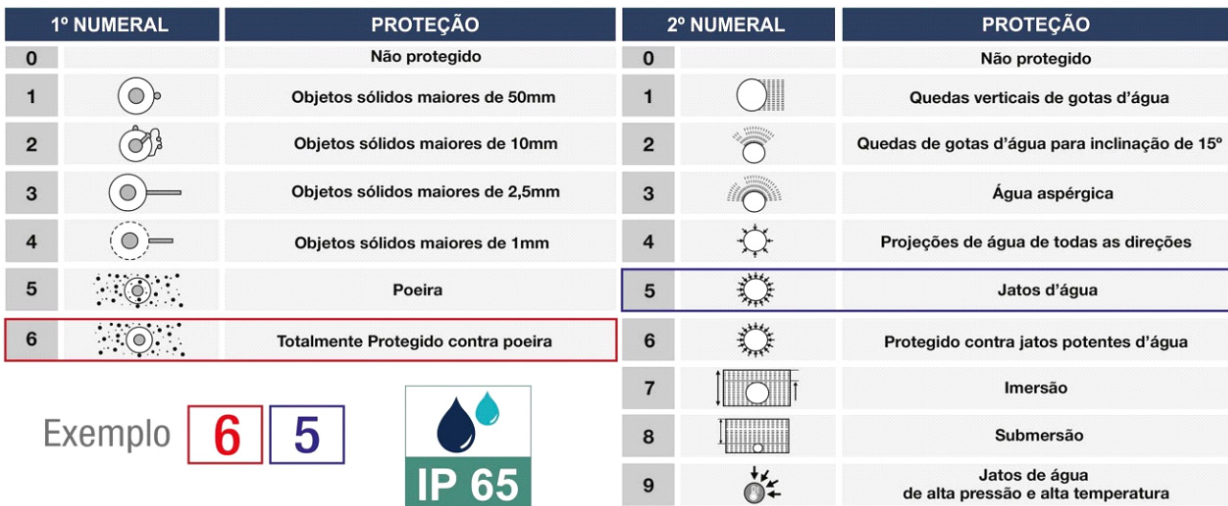 1º NUMERAL PROTEÇÃO
0 Não protegido
1 Objetos sólidos maiores de 50mm
2 Objetos sólidos maiores de 10mm
3 Objetos sólidos maiores de 2,5mm
4 Objetos sólidos maiores de 1mm
5 Poeira
6 Totalmente Protegido contra poeira
Exemplo 6 5
IP 65
2º NUMERAL PROTEÇÃO
0 Não protegido
1 Quedas verticais de gotas d'água
2 Quedas de gotas d'água para inclinação de 15º
3 Água aspérgica
4 Projeções de água de todas as direções
5 Jatos d'água
6 Protegido contra jatos potentes d'água
7 Imersão
8 Submersão
9 Jatos de água
de alta pressão e alta temperatura